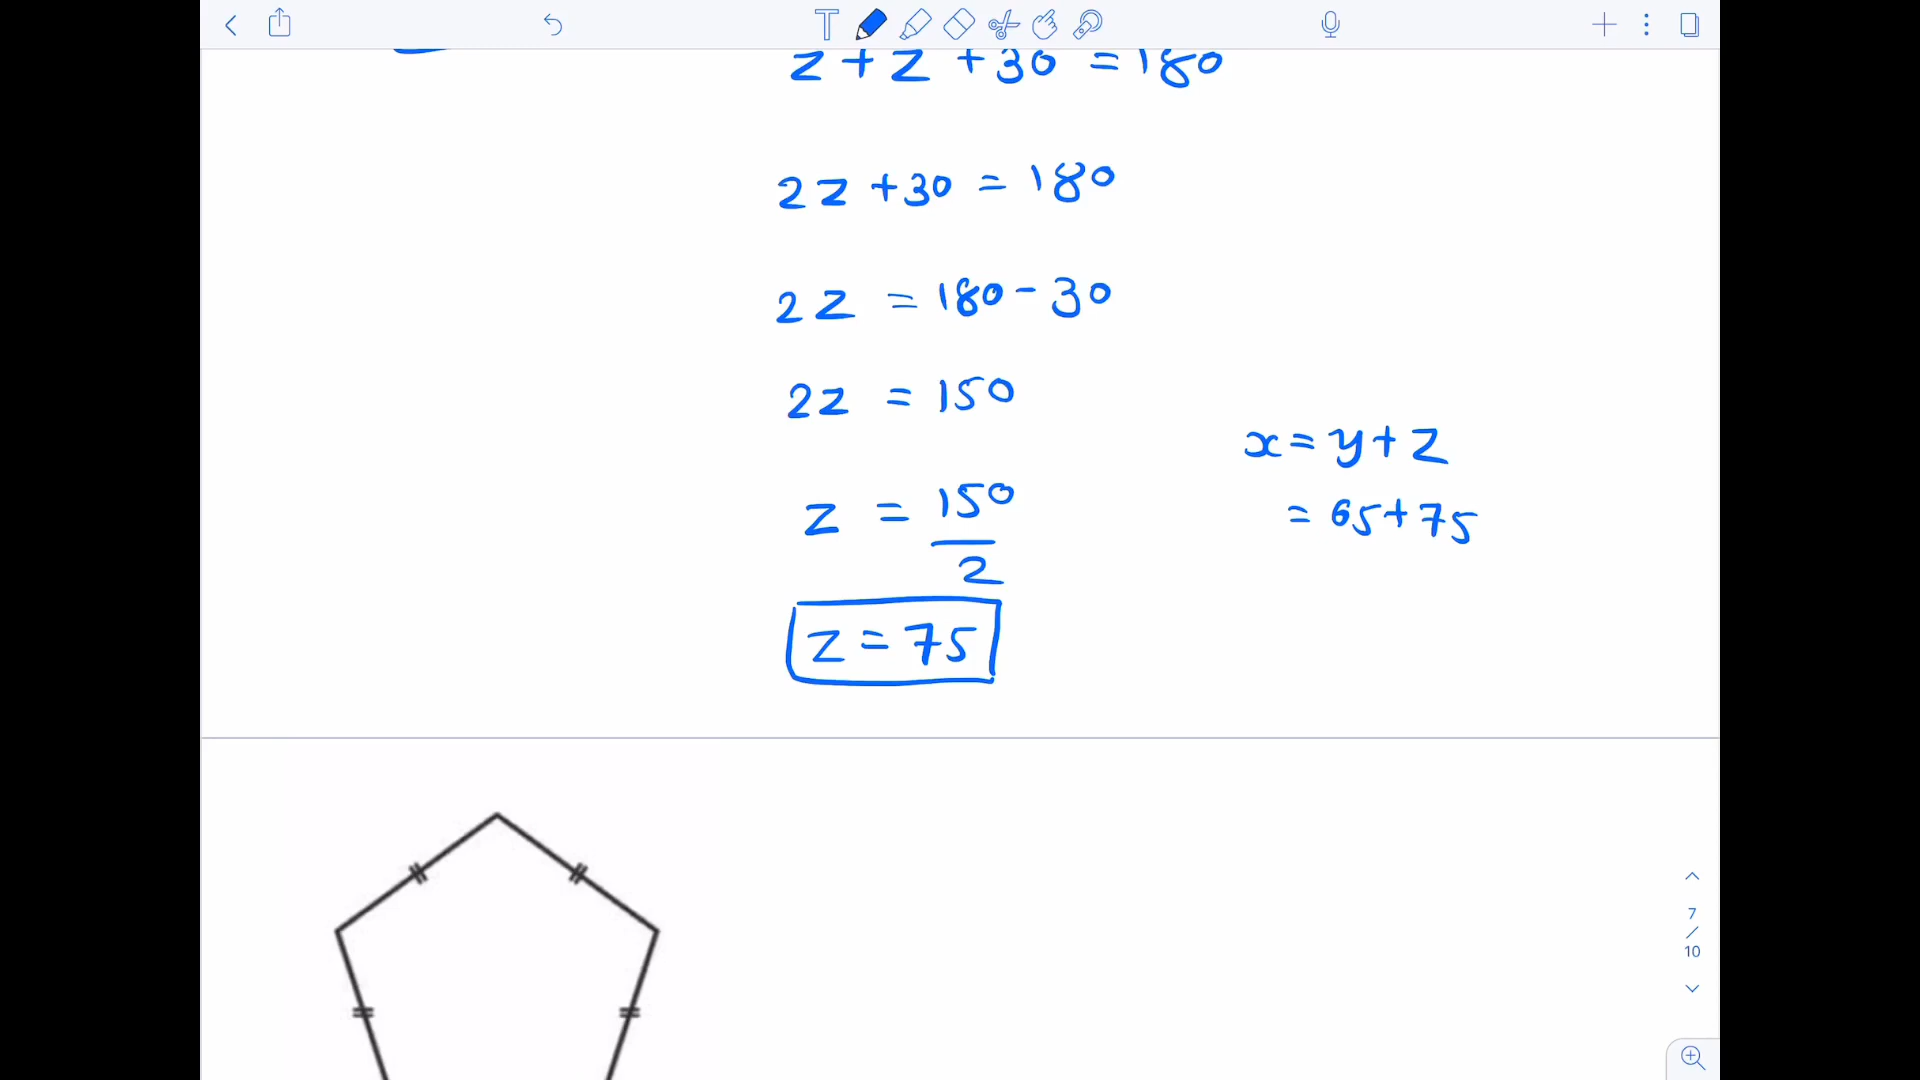 T
z + z + 30 = 180
2z + 30 = 180
2z = 180 - 30
2z = 150
z = 150/2
z = 75
x = y + z
= 65 + 75
7
/
10